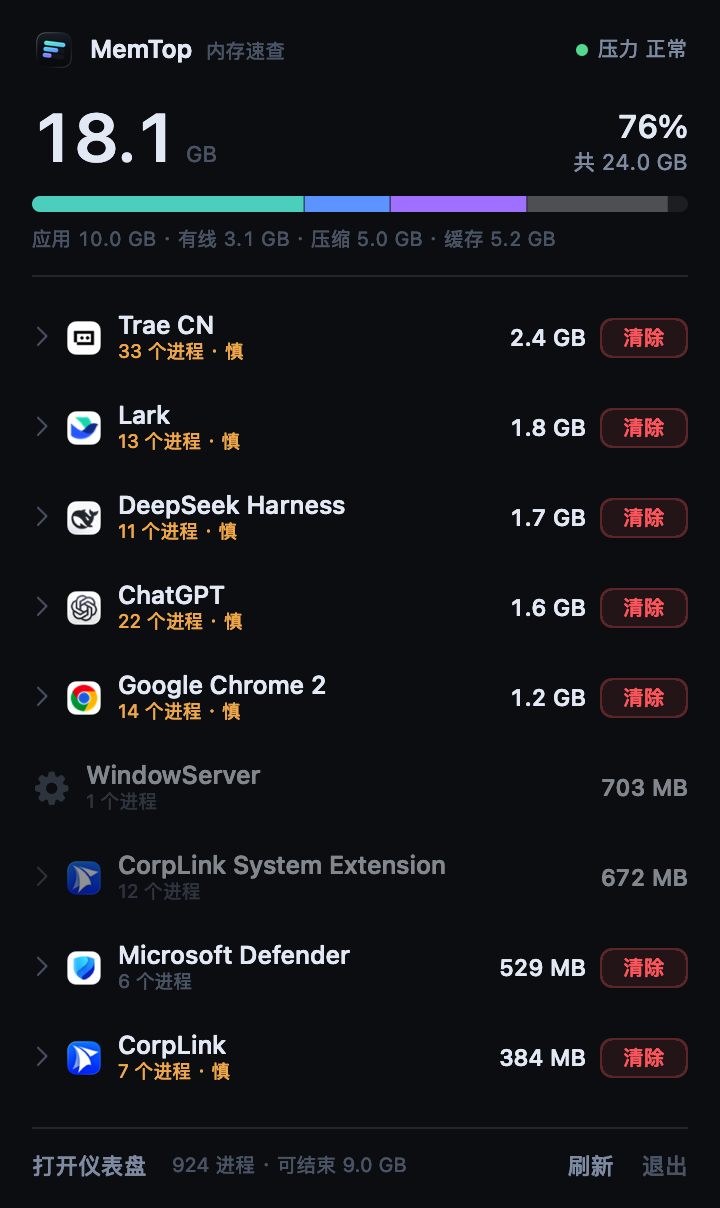 MemTop 内存速查 压力 正常
18.1 GB 76%
共 24.0 GB
应用 10.0 GB · 有线 3.1 GB · 压缩 5.0 GB · 缓存 5.2 GB
Trae CN
33 个进程 · 慎
2.4 GB 清除
Lark
13 个进程 · 慎
1.8 GB 清除
DeepSeek Harness
11 个进程 · 慎
1.7 GB 清除
ChatGPT
22 个进程 · 慎
1.6 GB 清除
Google Chrome 2
14 个进程 · 慎
1.2 GB 清除
WindowServer
1 个进程
703 MB
CorpLink System Extension
12 个进程
672 MB
Microsoft Defender
6 个进程
529 MB 清除
CorpLink
7 个进程 · 慎
384 MB 清除
打开仪表盘 924 进程 · 可结束 9.0 GB 刷新 退出